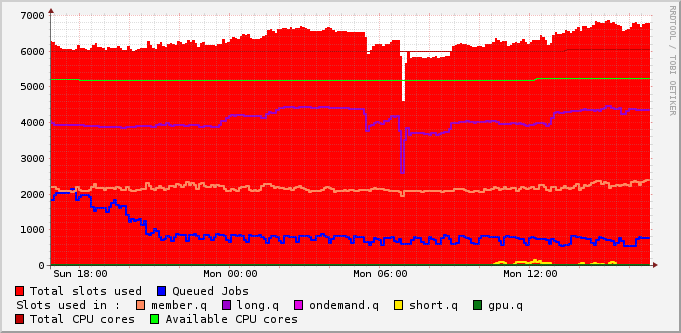 7000
6000
5000
4000
3000
2000
1000
0
Sun 18:00 Mon 00:00 Mon 06:00 Mon 12:00
Total slots used Queued Jobs
Slots used in : member.q long.q ondemand.q short.q gpu.q
Total CPU cores Available CPU cores
RRDTOOL / TOBI OETIKER